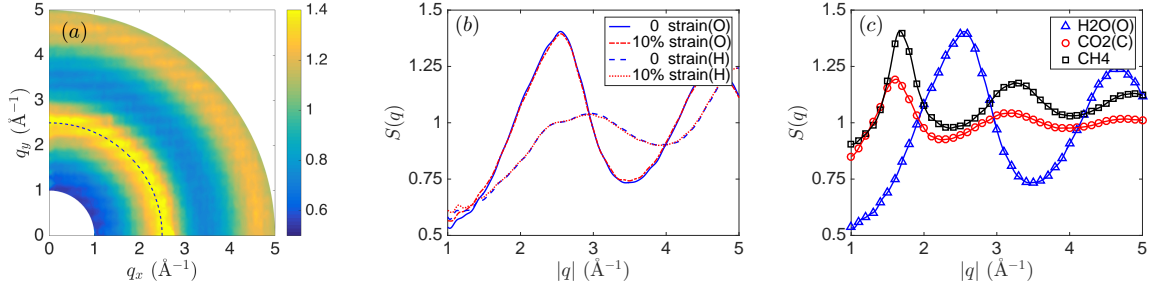 (a)
5
4
3
2
1
0
q_y (Å⁻¹)
0 1 2 3 4 5
q_x (Å⁻¹)
1.4
1.2
1
0.8
0.6
(b)
0 strain(O)
10% strain(O)
0 strain(H)
10% strain(H)
1.5
1.25
1
0.75
0.5
S(q)
1 2 3 4 5
|q| (Å⁻¹)
(c)
H2O(O)
CO2(C)
CH4
1.5
1.25
1
0.75
0.5
S(q)
1 2 3 4 5
|q| (Å⁻¹)